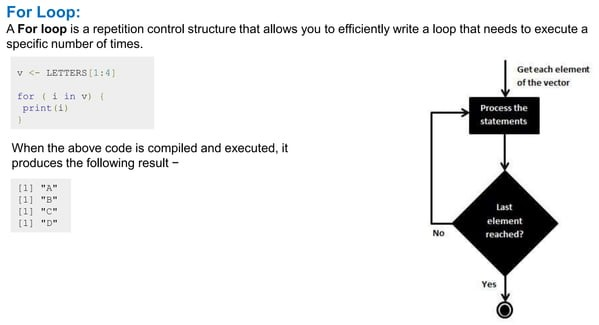 For Loop:
A For loop is a repetition control structure that allows you to efficiently write a loop that needs to execute a
specific number of times.
v <- LETTERS[1:4]
for ( i in v) {
print(i)
}
When the above code is compiled and executed, it
produces the following result −
[1] "A"
[1] "B"
[1] "C"
[1] "D"
Get each element
of the vector
Process the
statements
Last
element
reached?
No
Yes